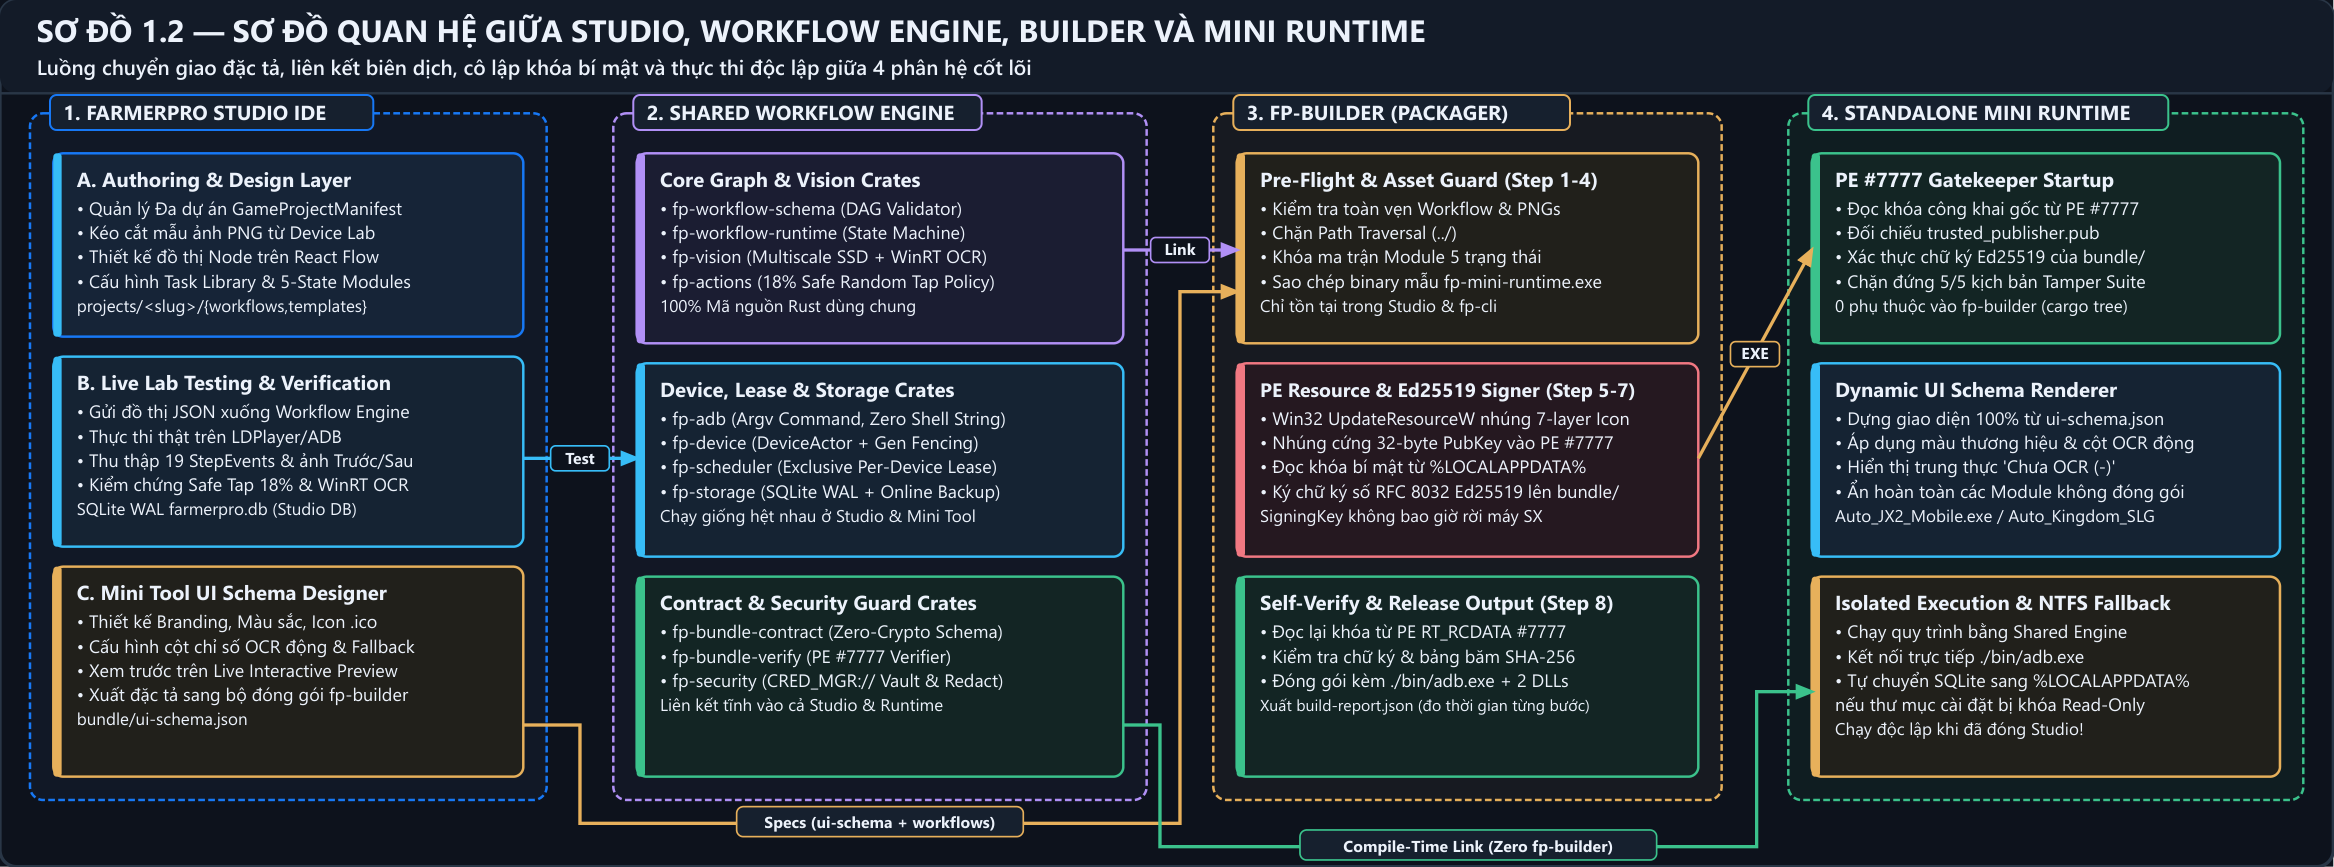 SƠ ĐỒ 1.2 — SƠ ĐỒ QUAN HỆ GIỮA STUDIO, WORKFLOW ENGINE, BUILDER VÀ MINI RUNTIME
Luồng chuyển giao đặc tả, liên kết biên dịch, cô lập khóa bí mật và thực thi độc lập giữa 4 phân hệ cốt lõi
1. FARMERPRO STUDIO IDE
A. Authoring & Design Layer
• Quản lý Đa dự án GameProjectManifest
• Kéo cắt mẫu ảnh PNG từ Device Lab
• Thiết kế đồ thị Node trên React Flow
• Cấu hình Task Library & 5-State Modules
projects/<slug>/{workflows,templates}
B. Live Lab Testing & Verification
• Gửi đồ thị JSON xuống Workflow Engine
• Thực thi thật trên LDPlayer/ADB
• Thu thập 19 StepEvents & ảnh Trước/Sau
• Kiểm chứng Safe Tap 18% & WinRT OCR
SQLite WAL farmerpro.db (Studio DB)
C. Mini Tool UI Schema Designer
• Thiết kế Branding, Màu sắc, Icon .ico
• Cấu hình cột chỉ số OCR động & Fallback
• Xem trước trên Live Interactive Preview
• Xuất đặc tả sang bộ đóng gói fp-builder
bundle/ui-schema.json
Test
2. SHARED WORKFLOW ENGINE
Core Graph & Vision Crates
• fp-workflow-schema (DAG Validator)
• fp-workflow-runtime (State Machine)
• fp-vision (Multiscale SSD + WinRT OCR)
• fp-actions (18% Safe Random Tap Policy)
100% Mã nguồn Rust dùng chung
Device, Lease & Storage Crates
• fp-adb (Argv Command, Zero Shell String)
• fp-device (DeviceActor + Gen Fencing)
• fp-scheduler (Exclusive Per-Device Lease)
• fp-storage (SQLite WAL + Online Backup)
Chạy giống hệt nhau ở Studio & Mini Tool
Contract & Security Guard Crates
• fp-bundle-contract (Zero-Crypto Schema)
• fp-bundle-verify (PE #7777 Verifier)
• fp-security (CRED_MGR:// Vault & Redact)
Liên kết tĩnh vào cả Studio & Runtime
Link
Specs (ui-schema + workflows)
3. FP-BUILDER (PACKAGER)
Pre-Flight & Asset Guard (Step 1-4)
• Kiểm tra toàn vẹn Workflow & PNGs
• Chặn Path Traversal (../)
• Khóa ma trận Module 5 trạng thái
• Sao chép binary mẫu fp-mini-runtime.exe
Chỉ tồn tại trong Studio & fp-cli
PE Resource & Ed25519 Signer (Step 5-7)
• Win32 UpdateResourceW nhúng 7-layer Icon
• Nhúng cứng 32-byte PubKey vào PE #7777
• Đọc khóa bí mật từ %LOCALAPPDATA%
• Ký chữ ký số RFC 8032 Ed25519 lên bundle/
SigningKey không bao giờ rời máy SX
Self-Verify & Release Output (Step 8)
• Đọc lại khóa từ PE RT_RCDATA #7777
• Kiểm tra chữ ký & bảng băm SHA-256
• Đóng gói kèm ./bin/adb.exe + 2 DLLs
Xuất build-report.json (đo thời gian từng bước)
EXE
Compile-Time Link (Zero fp-builder)
4. STANDALONE MINI RUNTIME
PE #7777 Gatekeeper Startup
• Đọc khóa công khai gốc từ PE #7777
• Đối chiếu trusted_publisher.pub
• Xác thực chữ ký Ed25519 của bundle/
• Chặn đứng 5/5 kịch bản Tamper Suite
0 phụ thuộc vào fp-builder (cargo tree)
Dynamic UI Schema Renderer
• Dựng giao diện 100% từ ui-schema.json
• Áp dụng màu thương hiệu & cột OCR động
• Hiển thị trung thực 'Chưa OCR (-)'
• Ẩn hoàn toàn các Module không đóng gói
Auto_JX2_Mobile.exe / Auto_Kingdom_SLG
Isolated Execution & NTFS Fallback
• Chạy quy trình bằng Shared Engine
• Kết nối trực tiếp ./bin/adb.exe
• Tự chuyển SQLite sang %LOCALAPPDATA%
nếu thư mục cài đặt bị khóa Read-Only
Chạy độc lập khi đã đóng Studio!